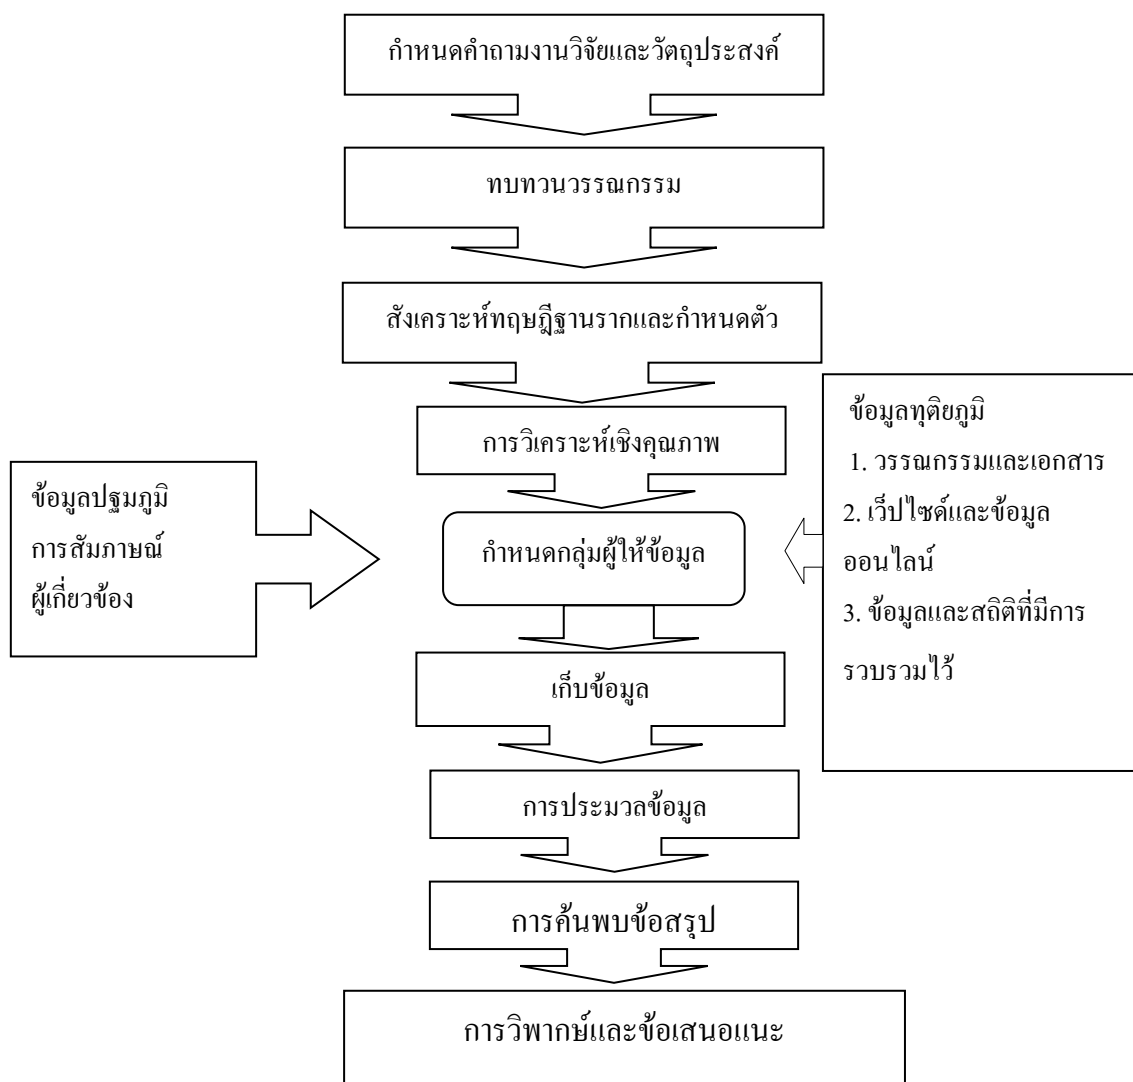 กำหนดคำถามงานวิจัยและวัตถุประสงค์
ทบทวนวรรณกรรม
สังเคราะห์ทฤษฎีฐานรากและกำหนดตัว
การวิเคราะห์เชิงคุณภาพ
ข้อมูลปฐมภูมิ
การสัมภาษณ์
ผู้เกี่ยวข้อง
กำหนดกลุ่มผู้ให้ข้อมูล
ข้อมูลทุติยภูมิ
1. วรรณกรรมและเอกสาร
2. เว็ปไซด์และข้อมูล
ออนไลน์
3. ข้อมูลและสถิติที่มีการ
รวบรวมไว้
เก็บข้อมูล
การประมวลข้อมูล
การค้นพบข้อสรุป
การวิพากษ์และข้อเสนอแนะ